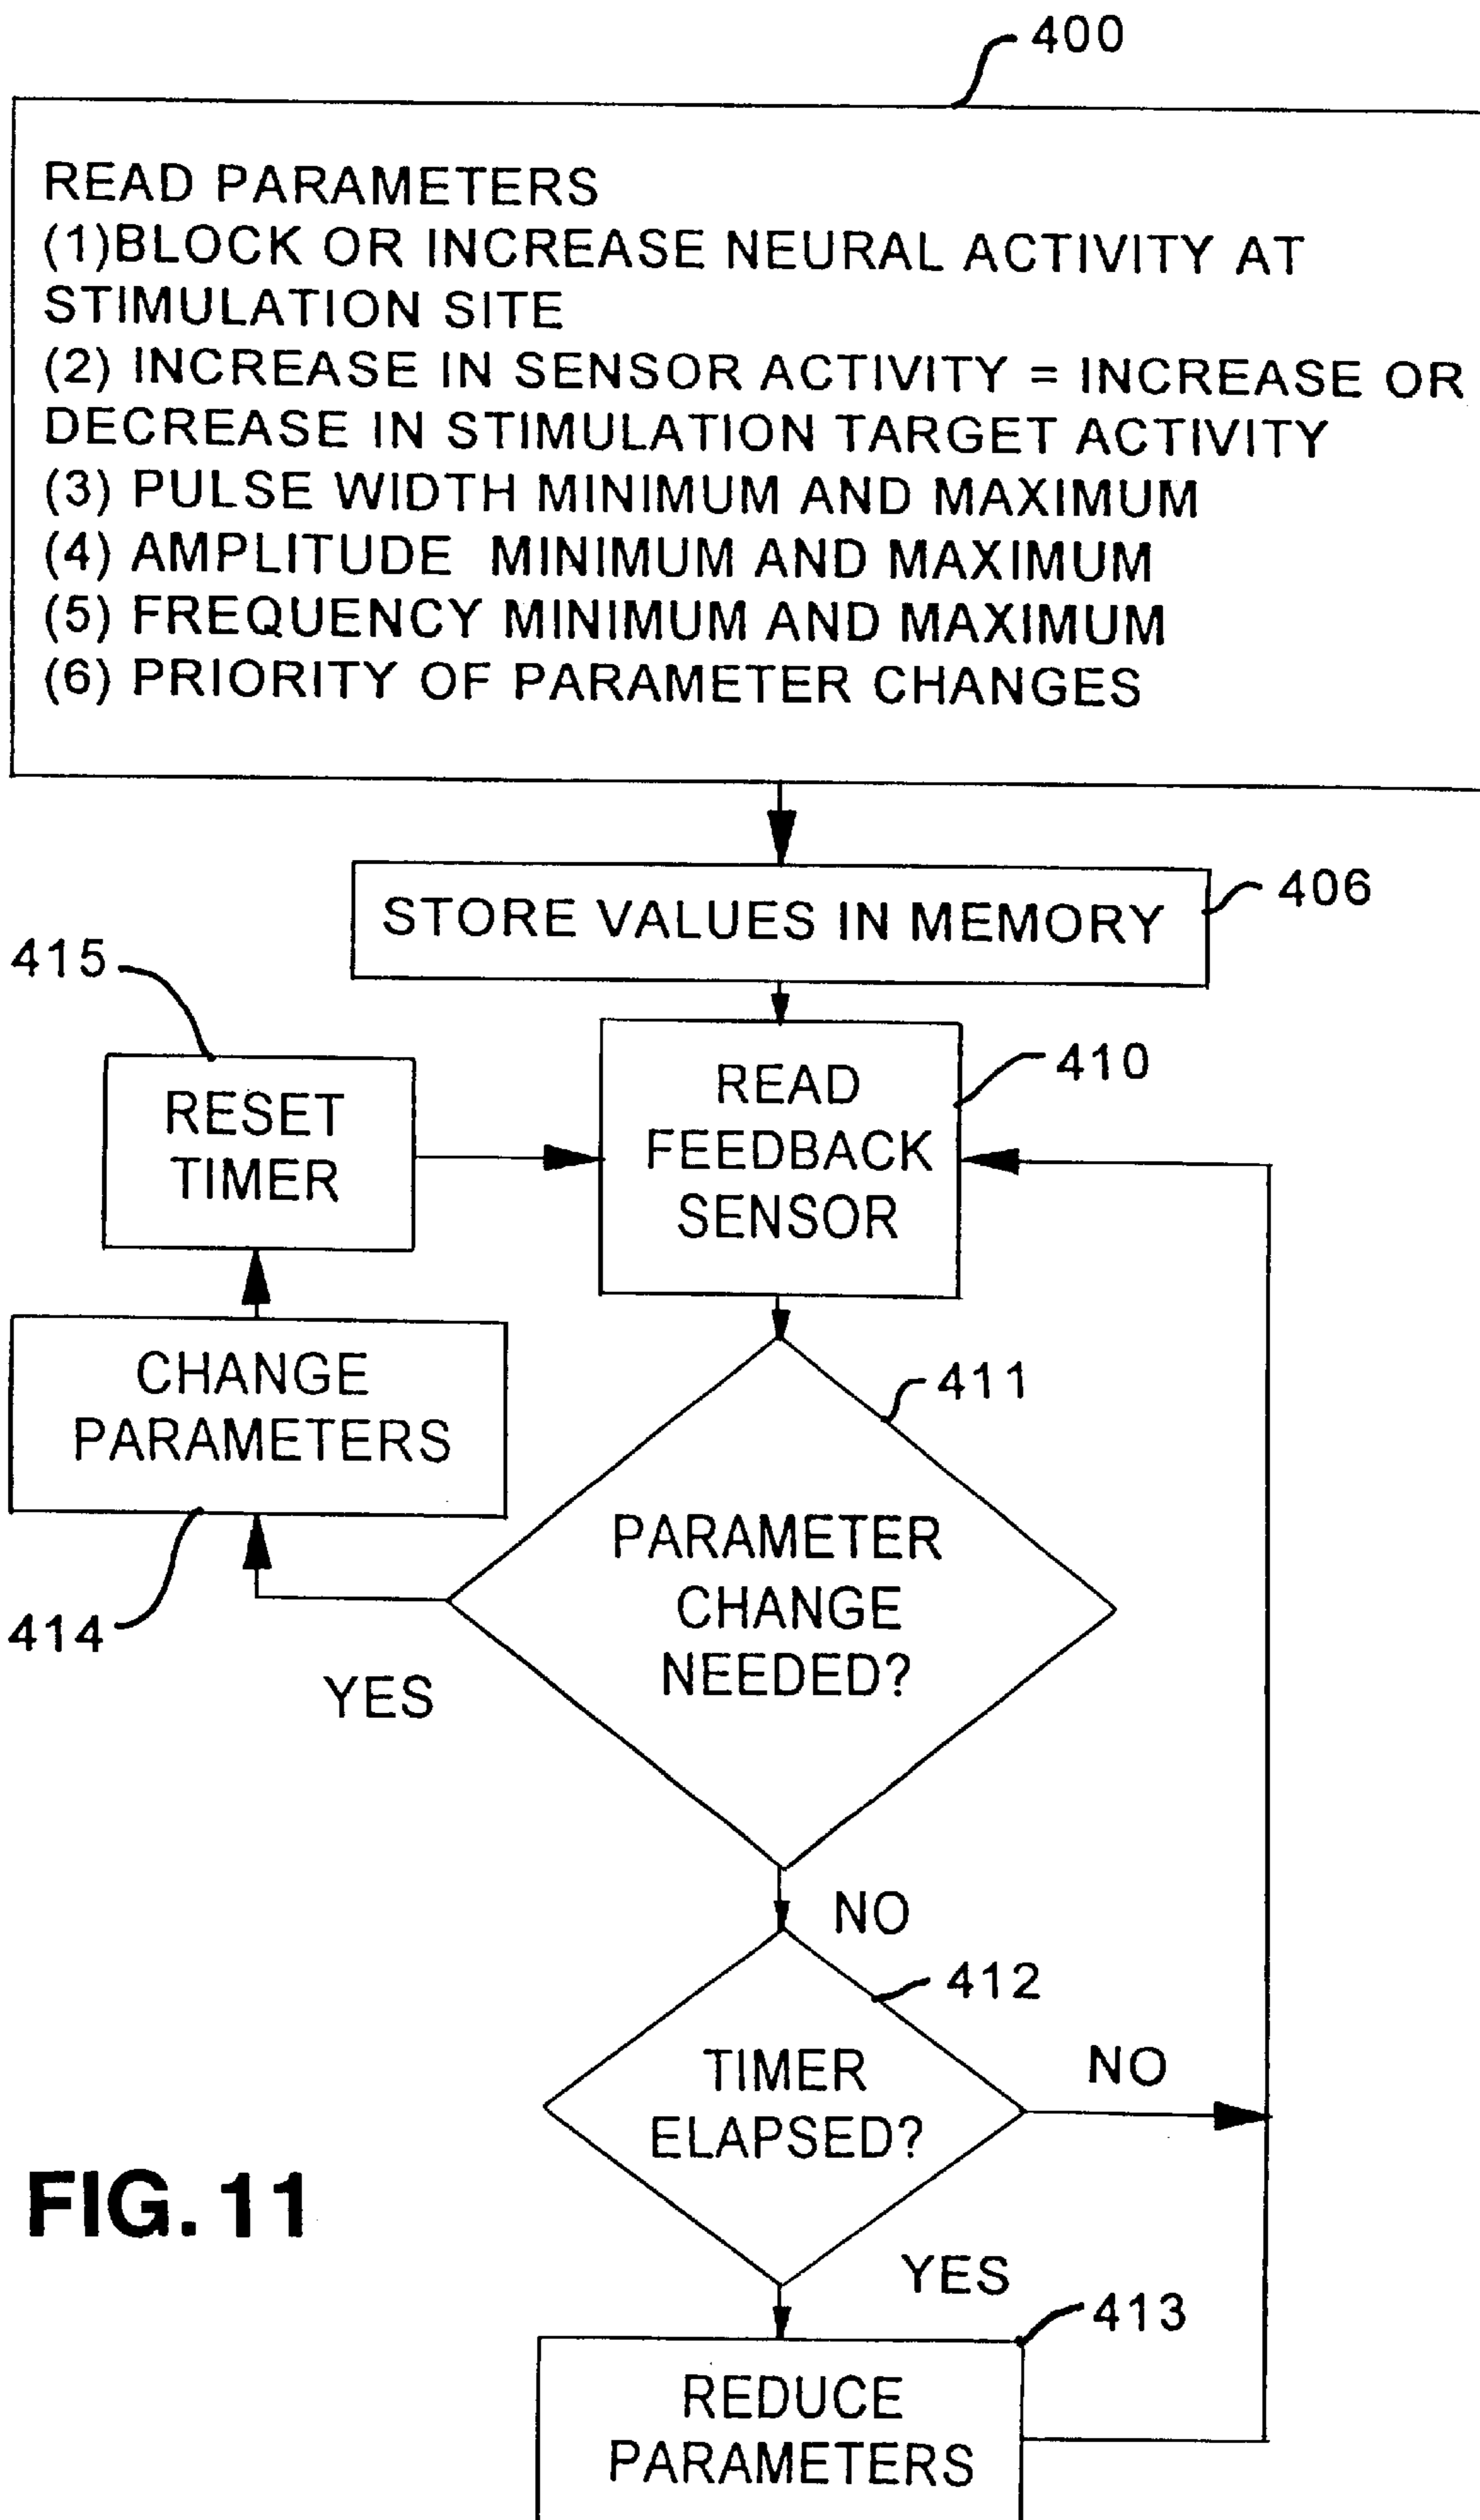 400
READ PARAMETERS
(1)BLOCK OR INCREASE NEURAL ACTIVITY AT
STIMULATION SITE
(2) INCREASE IN SENSOR ACTIVITY = INCREASE OR
DECREASE IN STIMULATION TARGET ACTIVITY
(3) PULSE WIDTH MINIMUM AND MAXIMUM
(4) AMPLITUDE MINIMUM AND MAXIMUM
(5) FREQUENCY MINIMUM AND MAXIMUM
(6) PRIORITY OF PARAMETER CHANGES
STORE VALUES IN MEMORY
406
415
RESET
TIMER
READ
FEEDBACK
SENSOR
410
CHANGE
PARAMETERS
414
411
PARAMETER
CHANGE
NEEDED?
YES
NO
412
TIMER
ELAPSED?
NO
FIG. 11
YES
413
REDUCE
PARAMETERS